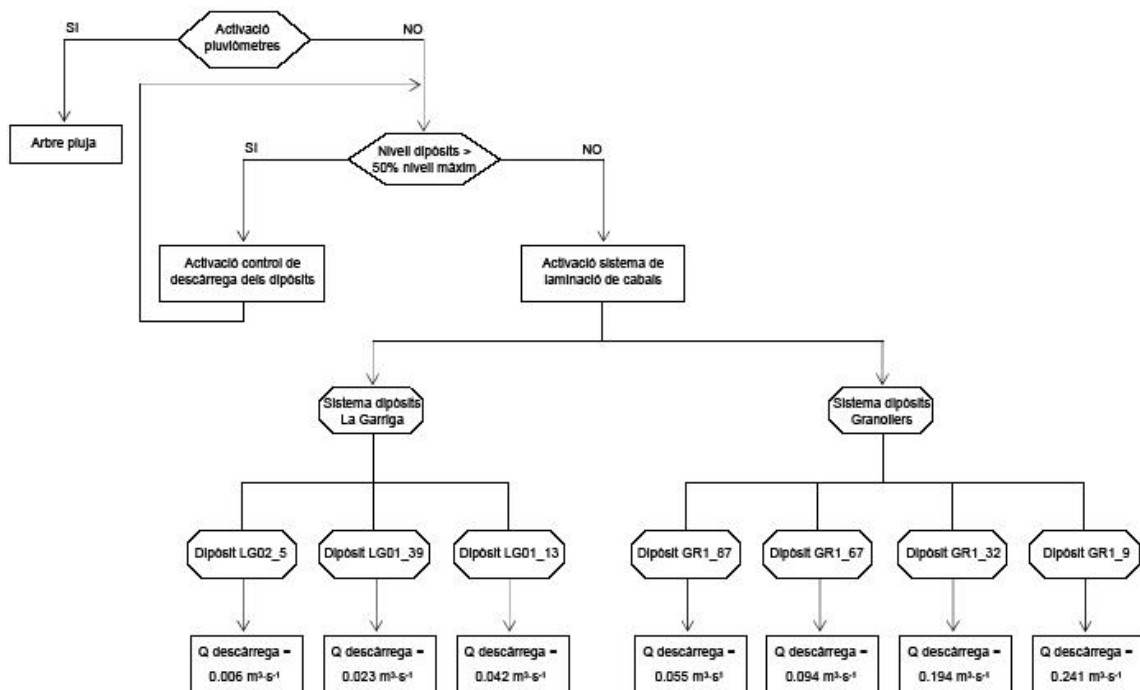 SI
Activació
pluviòmetres
NO
Arbre pluja
SI
Nivell dipòsits >
50% nivell màxim
NO
Activació control de
descàrrega dels dipòsits
Activació sistema de
laminació de cabals
Sistema dipòsits
La Garriga
Sistema dipòsits
Granollers
Dipòsit LG02_5
Dipòsit LG01_39
Dipòsit LG01_13
Dipòsit GR1_87
Dipòsit GR1_67
Dipòsit GR1_32
Dipòsit GR1_9
Q descàrrega =
0.006 m³·s⁻¹
Q descàrrega =
0.023 m³·s⁻¹
Q descàrrega =
0.042 m³·s⁻¹
Q descàrrega =
0.055 m³·s¹
Q descàrrega =
0.094 m³·s⁻¹
Q descàrrega =
0.194 m³·s⁻¹
Q descàrrega =
0.241 m³·s⁻¹